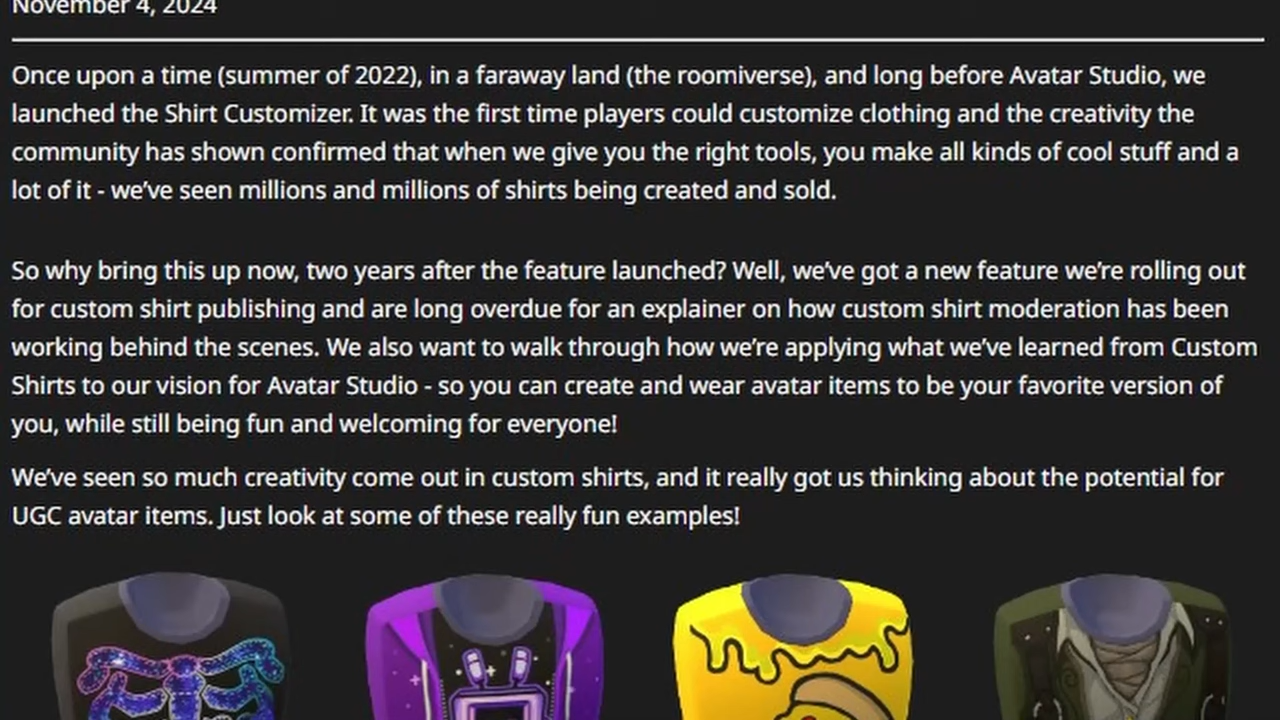 November 4, 2024
Once upon a time (summer of 2022), in a faraway land (the roomiverse), and long before Avatar Studio, we
launched the Shirt Customizer. It was the first time players could customize clothing and the creativity the
community has shown confirmed that when we give you the right tools, you make all kinds of cool stuff and a
lot of it - we’ve seen millions and millions of shirts being created and sold.
So why bring this up now, two years after the feature launched? Well, we’ve got a new feature we’re rolling out
for custom shirt publishing and are long overdue for an explainer on how custom shirt moderation has been
working behind the scenes. We also want to walk through how we’re applying what we’ve learned from Custom
Shirts to our vision for Avatar Studio - so you can create and wear avatar items to be your favorite version of
you, while still being fun and welcoming for everyone!
We’ve seen so much creativity come out in custom shirts, and it really got us thinking about the potential for
UGC avatar items. Just look at some of these really fun examples!